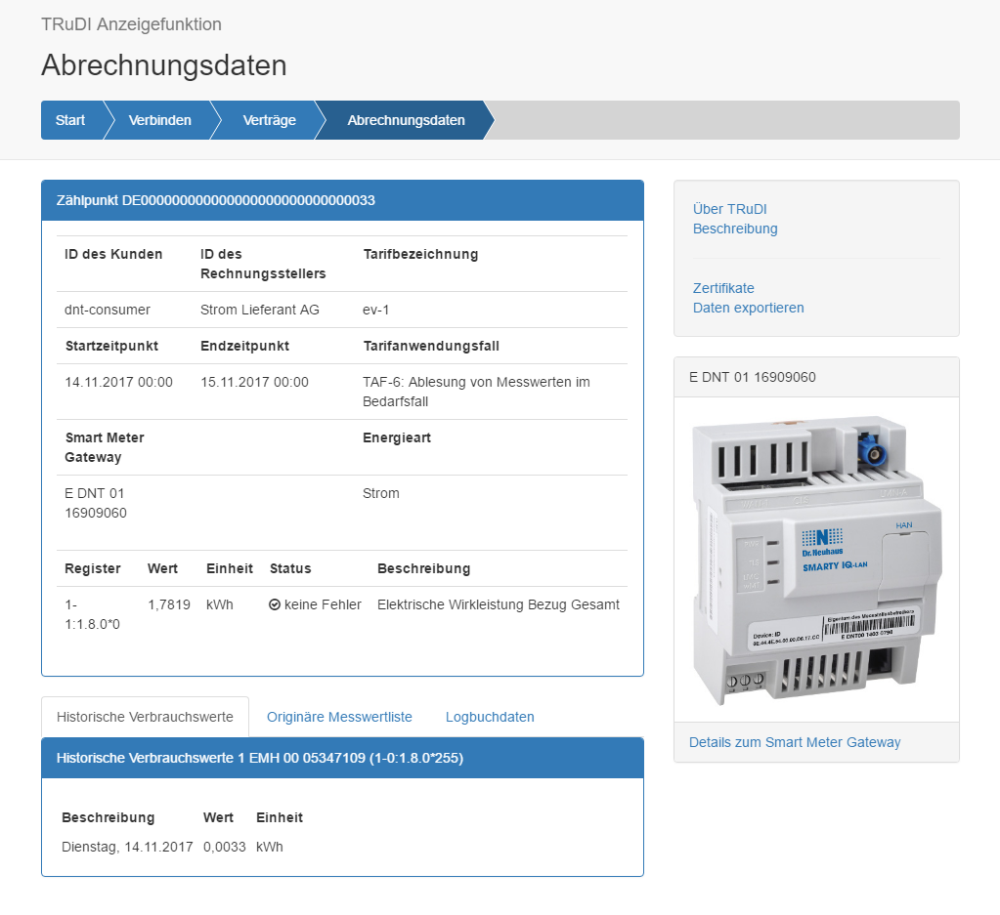 TRuDI Anzeigefunktion
Abrechnungsdaten
Start
Verbinden
Verträge
Abrechnungsdaten
Zählpunkt DE0000000000000000000000000000033
ID des Kunden
ID des
Rechnungsstellers
Tarifbezeichnung
dnt-consumer
Strom Lieferant AG
ev-1
Startzeitpunkt
Endzeitpunkt
Tarifanwendungsfall
14.11.2017 00:00
15.11.2017 00:00
TAF-6: Ablesung von Messwerten im
Bedarfsfall
Smart Meter
Gateway
Energieart
E DNT 01
16909060
Strom
Register
Wert
Einheit
Status
Beschreibung
1-
1:1.8.0*0
1,7819
kWh
keine Fehler
Elektrische Wirkleistung Bezug Gesamt
Historische Verbrauchswerte
Originäre Messwertliste
Logbuchdaten
Historische Verbrauchswerte 1 EMH 00 05347109 (1-0:1.8.0*255)
Beschreibung
Wert
Einheit
Dienstag, 14.11.2017
0,0033
kWh
Über TRuDI
Beschreibung
Zertifikate
Daten exportieren
E DNT 01 16909060
HAN
N
Dr. Neuhaus
SMARTY IQ-LAN
Eigentum des Messstellenbetreibers
Device: ID
E DNT00 1402 0798
Details zum Smart Meter Gateway